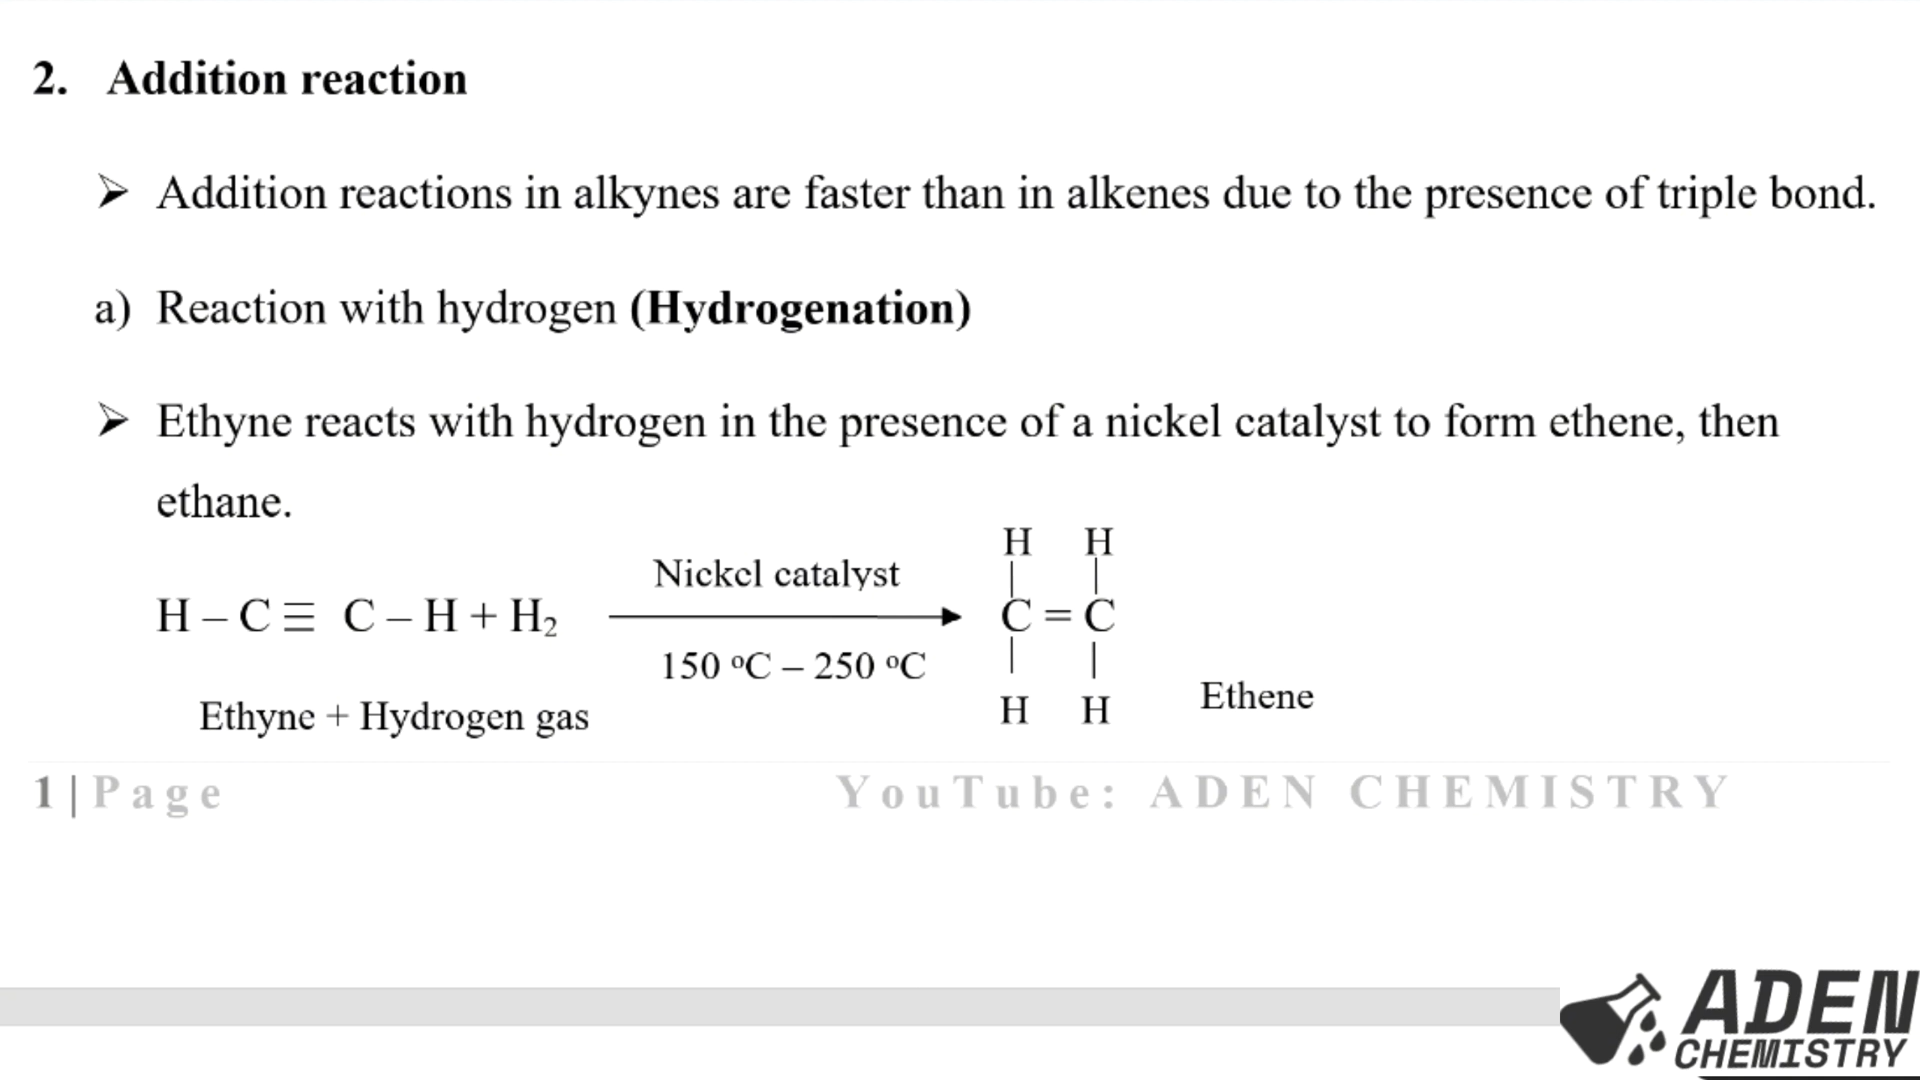 2. Addition reaction
➢ Addition reactions in alkynes are faster than in alkenes due to the presence of triple bond.
a) Reaction with hydrogen (Hydrogenation)
➢ Ethyne reacts with hydrogen in the presence of a nickel catalyst to form ethene, then
ethane.
H H
Nickel catalyst
| |
H – C ≡ C – H + H₂ C = C
150 ºC – 250 ºC
| |
Ethene
Ethyne + Hydrogen gas
H H
1 | Page YouTube: ADEN CHEMISTRY
ADEN
CHEMISTRY